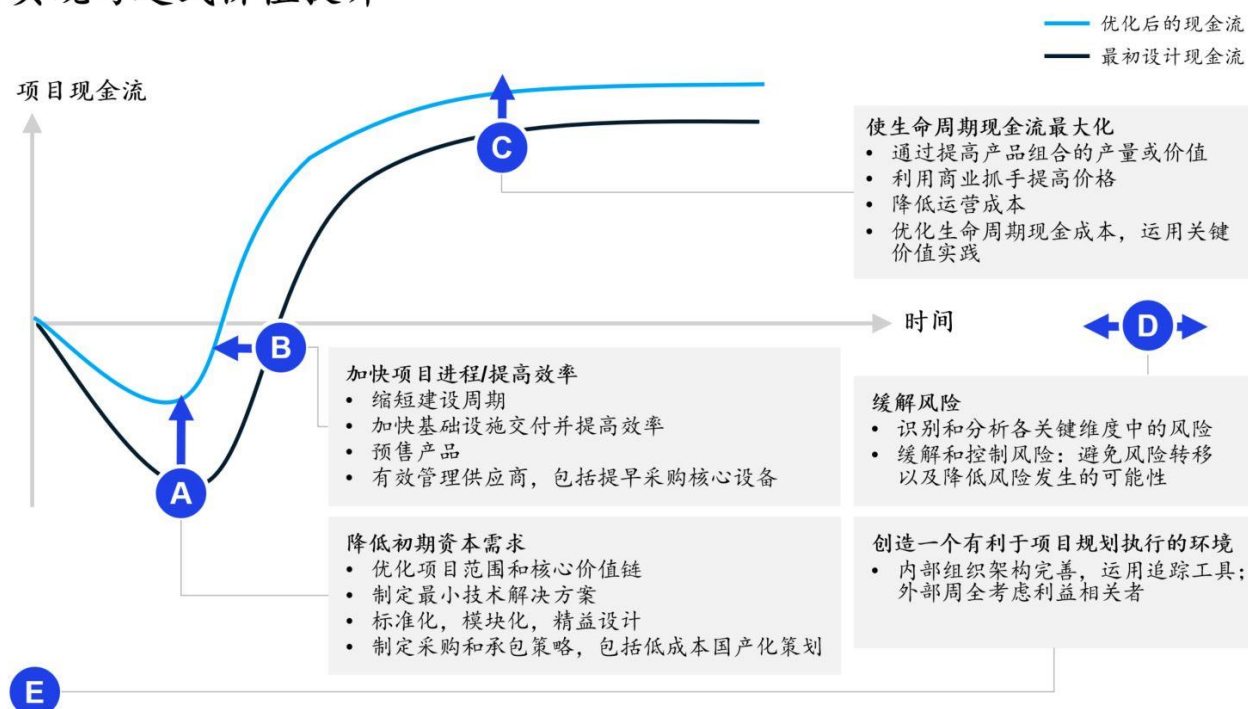 优化后的现金流
最初设计现金流
项目现金流
C
使生命周期现金流最大化
• 通过提高产品组合的产量或价值
• 利用商业抓手提高价格
• 降低运营成本
• 优化生命周期现金成本，运用关键
价值实践
时间
D
B
加快项目进程/提高效率
• 缩短建设周期
• 加快基础设施交付并提高效率
• 预售产品
• 有效管理供应商，包括提早采购核心设备
缓解风险
• 识别和分析各关键维度中的风险
• 缓解和控制风险：避免风险转移
以及降低风险发生的可能性
A
降低初期资本需求
• 优化项目范围和核心价值链
• 制定最小技术解决方案
• 标准化，模块化，精益设计
• 制定采购和承包策略，包括低成本国产化策划
创造一个有利于项目规划执行的环境
• 内部组织架构完善，运用追踪工具；
外部周全考虑利益相关者
E